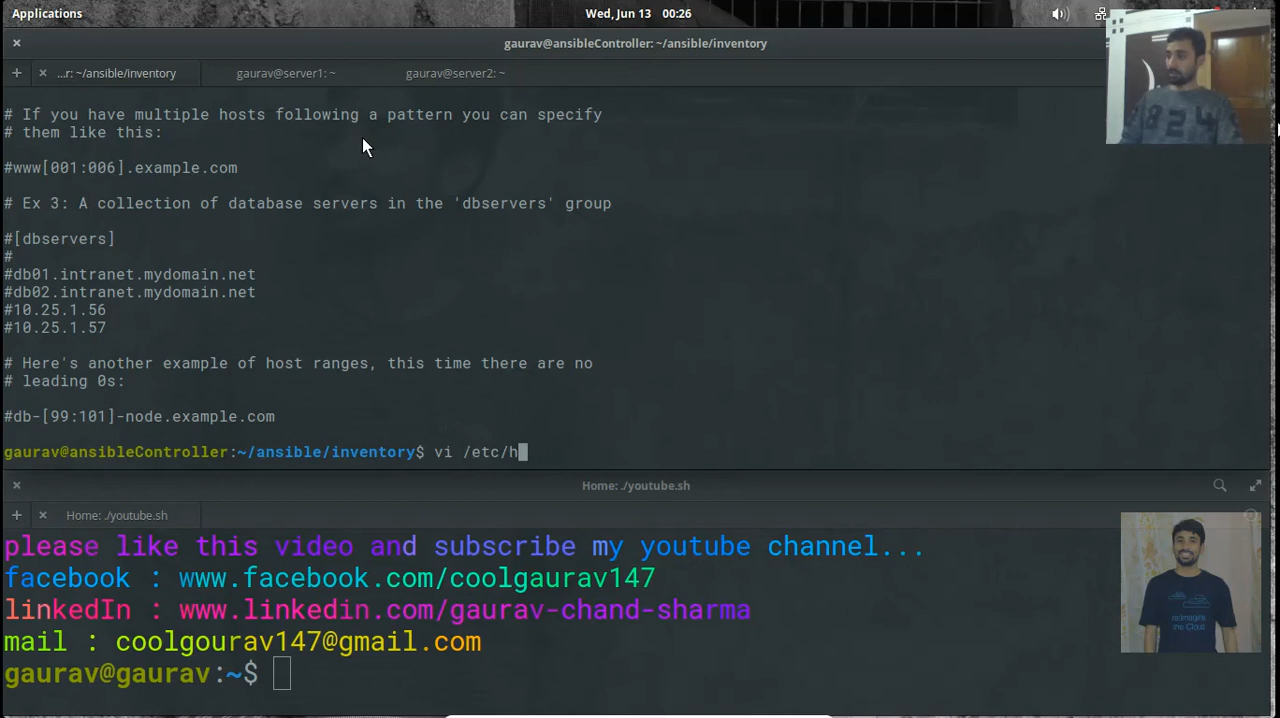 Applications
Wed, Jun 13 00:26
gaurav@ansibleController: ~/ansible/inventory
...r: ~/ansible/inventory
gaurav@server1: ~
gaurav@server2: ~
# If you have multiple hosts following a pattern you can specify
# them like this:
#www[001:006].example.com
# Ex 3: A collection of database servers in the 'dbservers' group
#[dbservers]
#
#db01.intranet.mydomain.net
#db02.intranet.mydomain.net
#10.25.1.56
#10.25.1.57
# Here's another example of host ranges, this time there are no
# leading 0s:
#db-[99:101]-node.example.com
gaurav@ansibleController:~/ansible/inventory$ vi /etc/h
Home: ./youtube.sh
Home: ./youtube.sh
please like this video and subscribe my youtube channel...
facebook : www.facebook.com/coolgaurav147
linkedIn : www.linkedin.com/gaurav-chand-sharma
mail : coolgourav147@gmail.com
gaurav@gaurav:~$